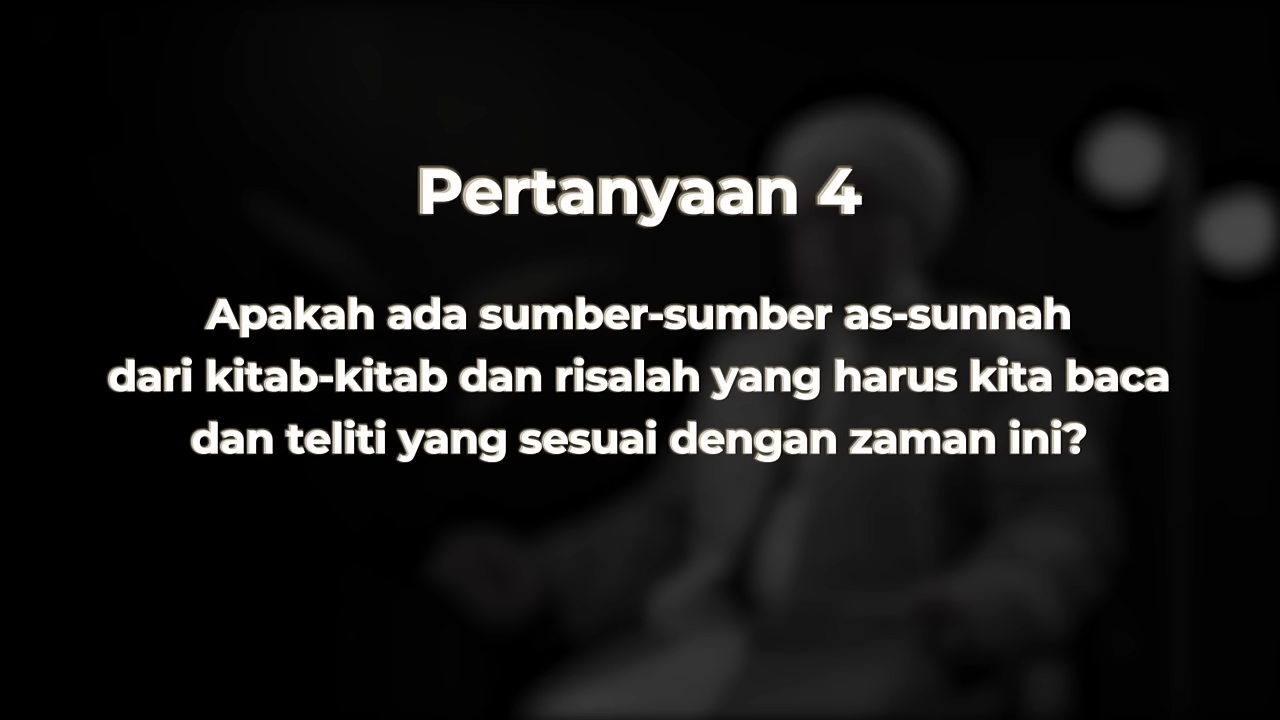 Pertanyaan 4
Apakah ada sumber-sumber as-sunnah
dari kitab-kitab dan risalah yang harus kita baca
dan teliti yang sesuai dengan zaman ini?